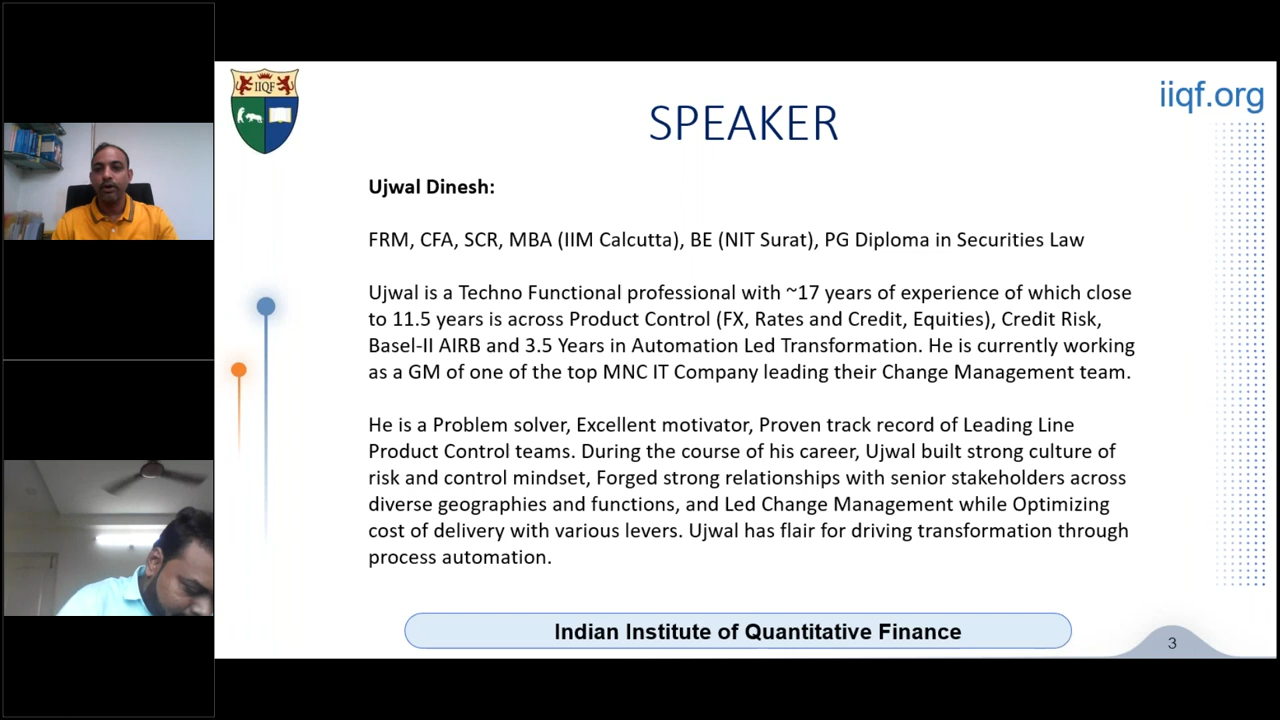 IIQF
iiqf.org
SPEAKER
Ujwal Dinesh:
FRM, CFA, SCR, MBA (IIM Calcutta), BE (NIT Surat), PG Diploma in Securities Law
Ujwal is a Techno Functional professional with ~17 years of experience of which close
to 11.5 years is across Product Control (FX, Rates and Credit, Equities), Credit Risk,
Basel-II AIRB and 3.5 Years in Automation Led Transformation. He is currently working
as a GM of one of the top MNC IT Company leading their Change Management team.
He is a Problem solver, Excellent motivator, Proven track record of Leading Line
Product Control teams. During the course of his career, Ujwal built strong culture of
risk and control mindset, Forged strong relationships with senior stakeholders across
diverse geographies and functions, and Led Change Management while Optimizing
cost of delivery with various levers. Ujwal has flair for driving transformation through
process automation.
Indian Institute of Quantitative Finance
3